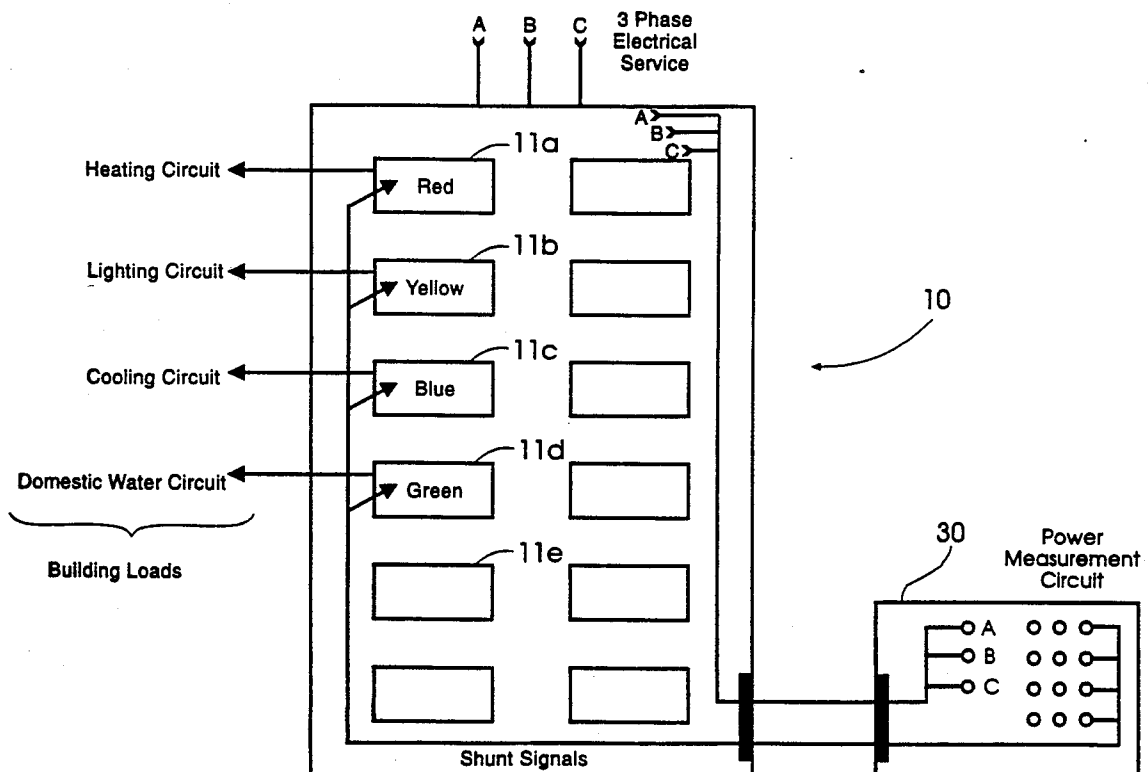 A B C
3 Phase
Electrical
Service
A
B
C
11a
Heating Circuit
Red
11b
Lighting Circuit
Yellow
10
11c
Cooling Circuit
Blue
11d
Domestic Water Circuit
Green
11e
Building Loads
30
Power
Measurement
Circuit
A
B
C
Shunt Signals